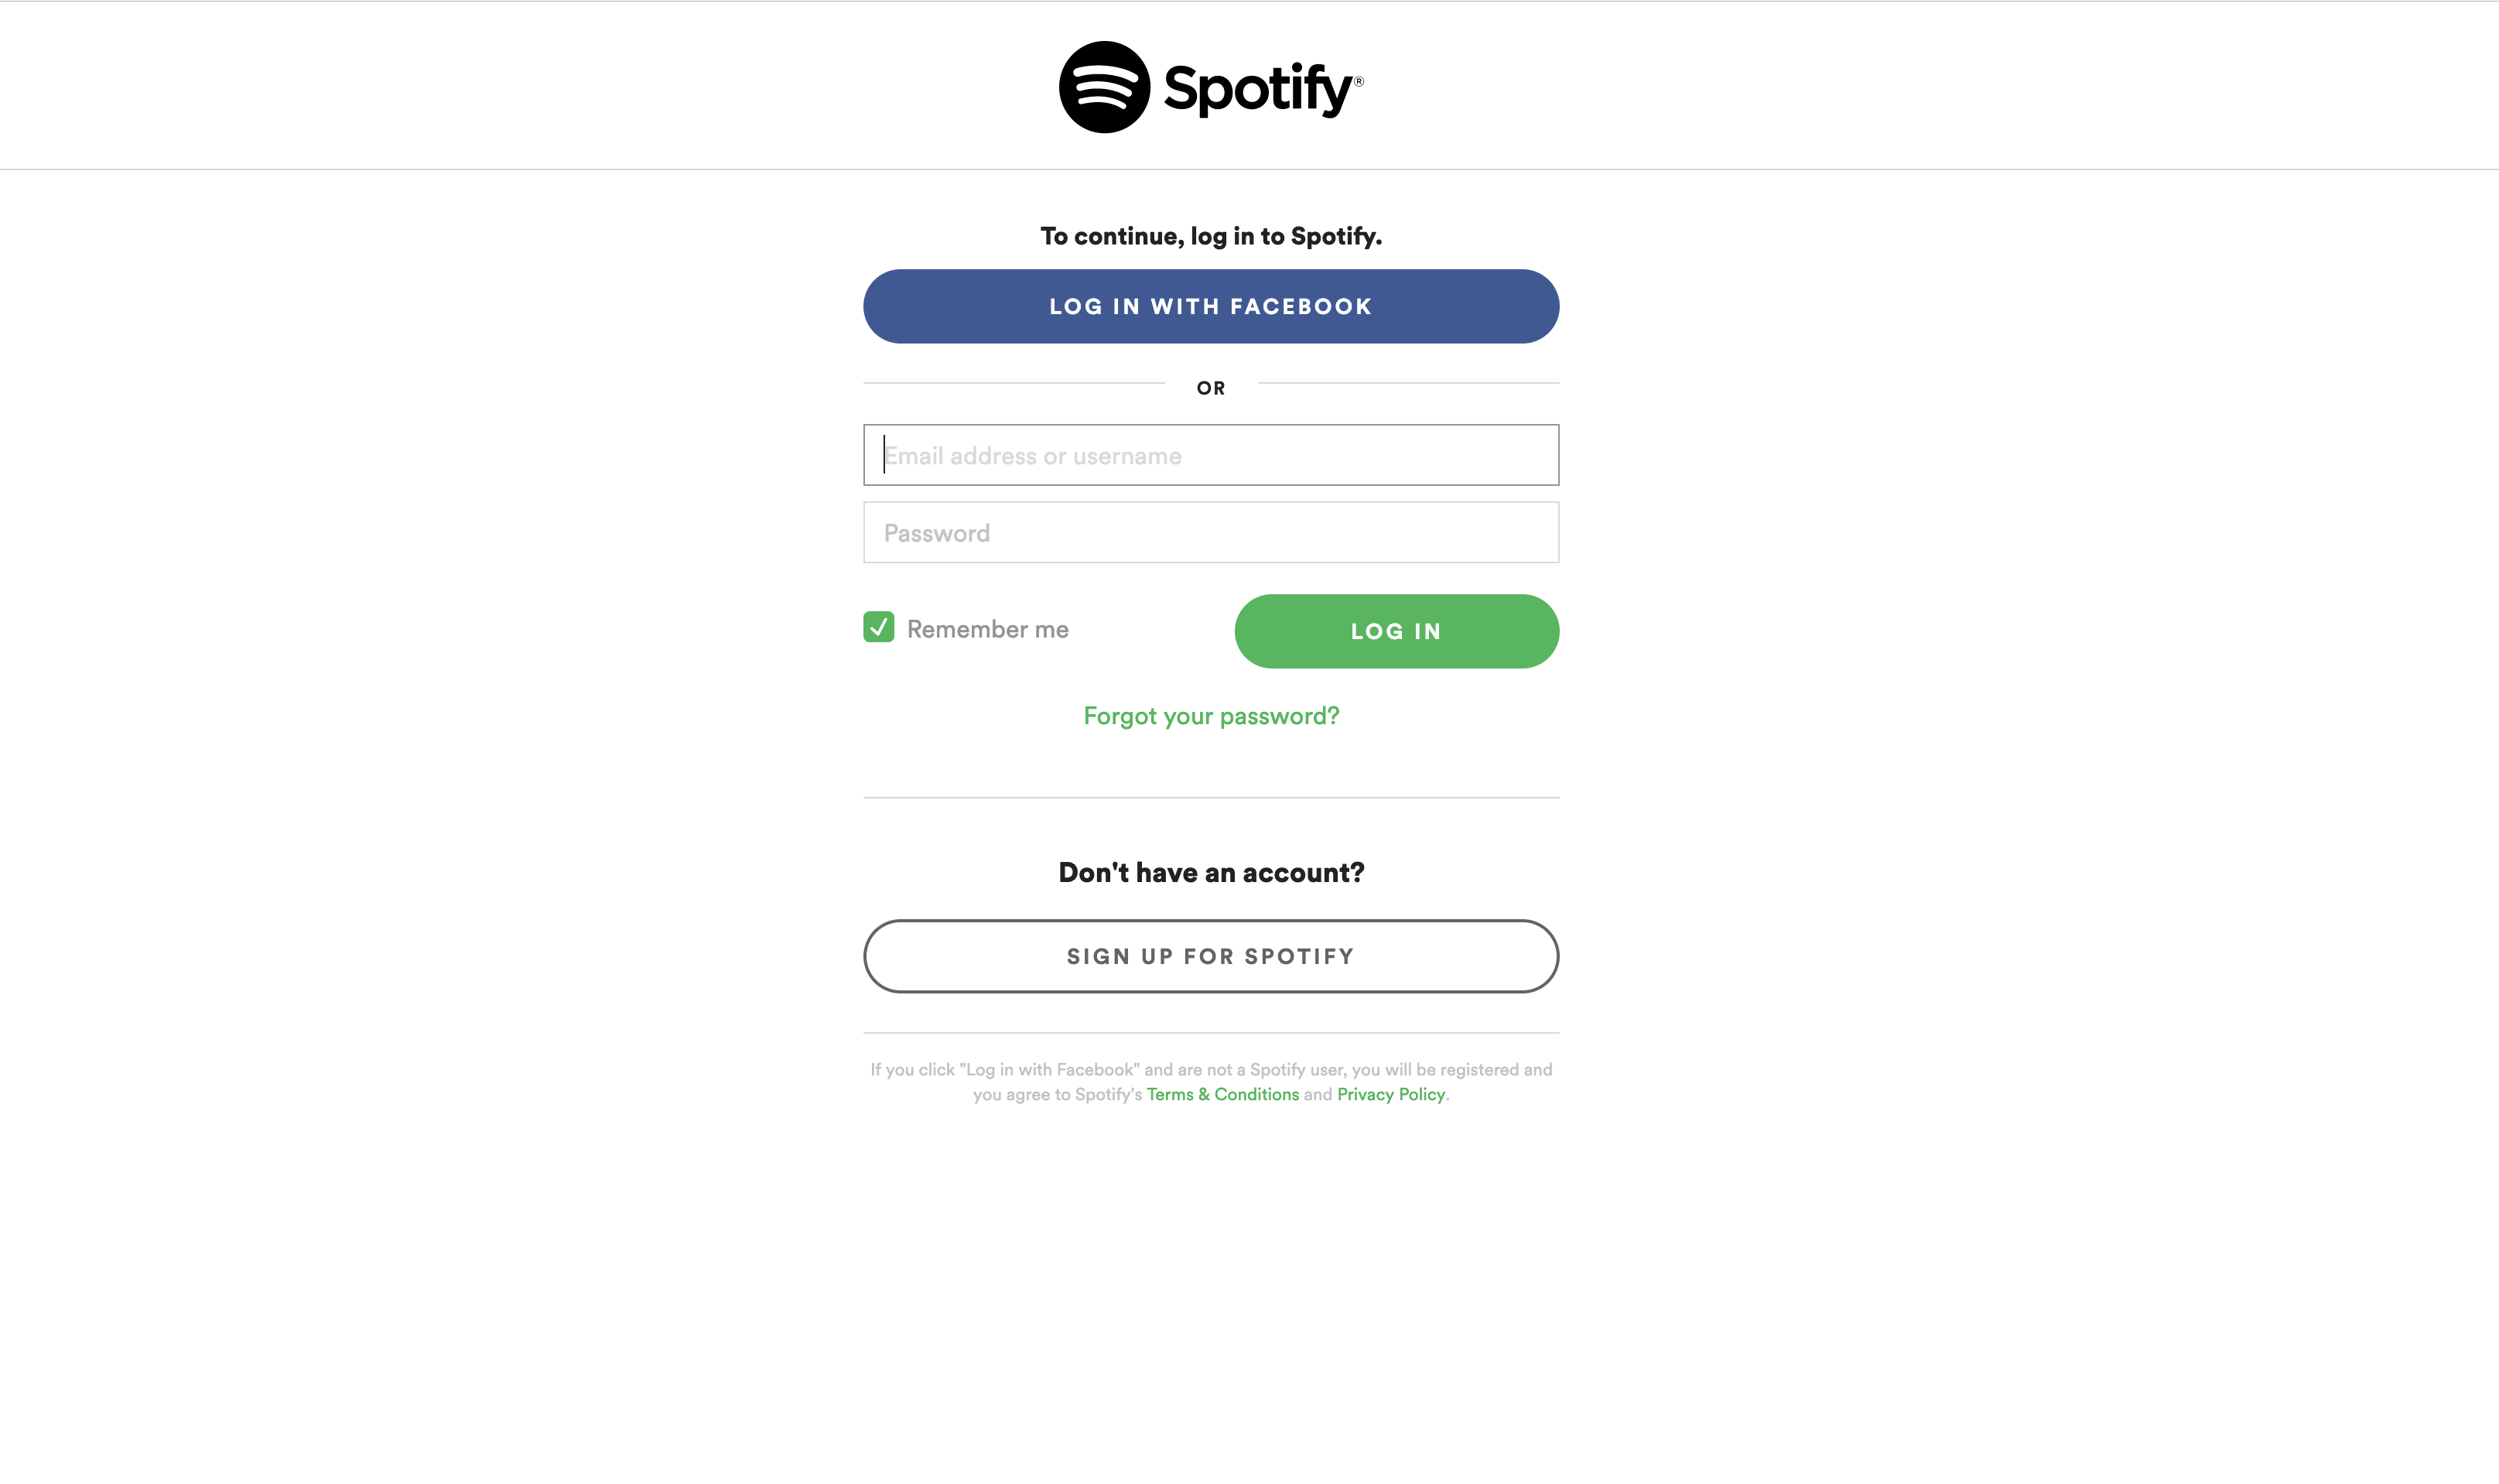 Spotify®
To continue, log in to Spotify.
LOG IN WITH FACEBOOK
OR
Email address or username
Password
Remember me
LOG IN
Forgot your password?
Don't have an account?
SIGN UP FOR SPOTIFY
If you click "Log in with Facebook" and are not a Spotify user, you will be registered and
you agree to Spotify's Terms & Conditions and Privacy Policy.